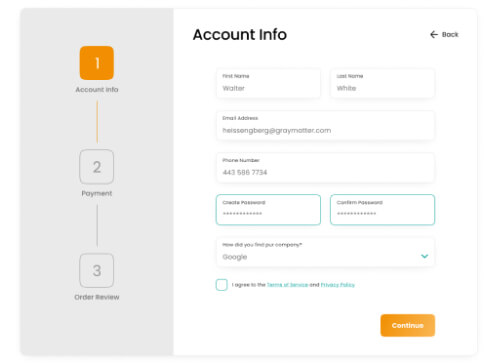 1
Account Info
2
Payment
3
Order Review
Account Info
← Back
First Name
Walter
Last Name
White
Email Address
heissengberg@graymatter.com
Phone Number
443 586 7734
Create Password
************
Confirm Password
************
How did you find pur company?*
Google
I agree to the Terms of Service and Privacy Policy
Continue